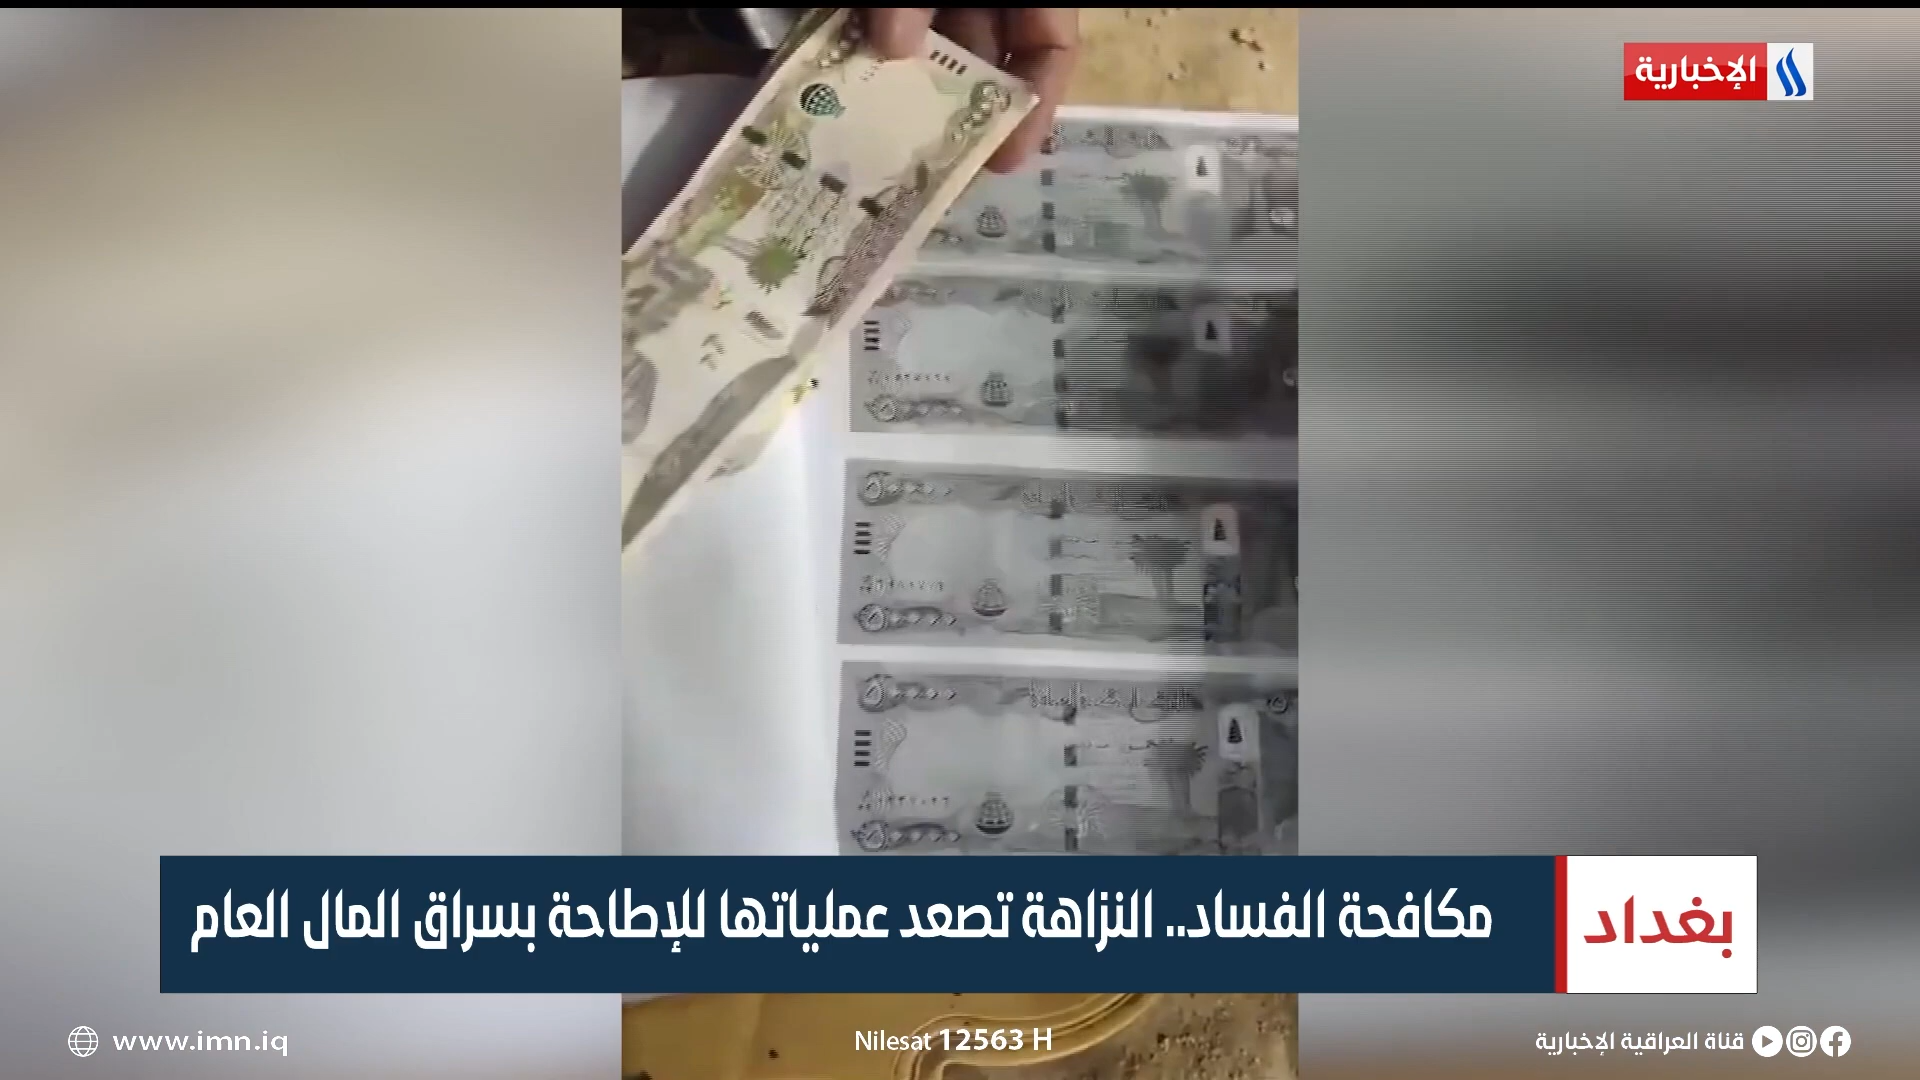 الإخبارية
بغداد
مكافحة الفساد.. النزاهة تصعد عملياتها للإطاحة بسراق المال العام
www.imn.iq
Nilesat 12563 H
قناة العراقية الإخبارية